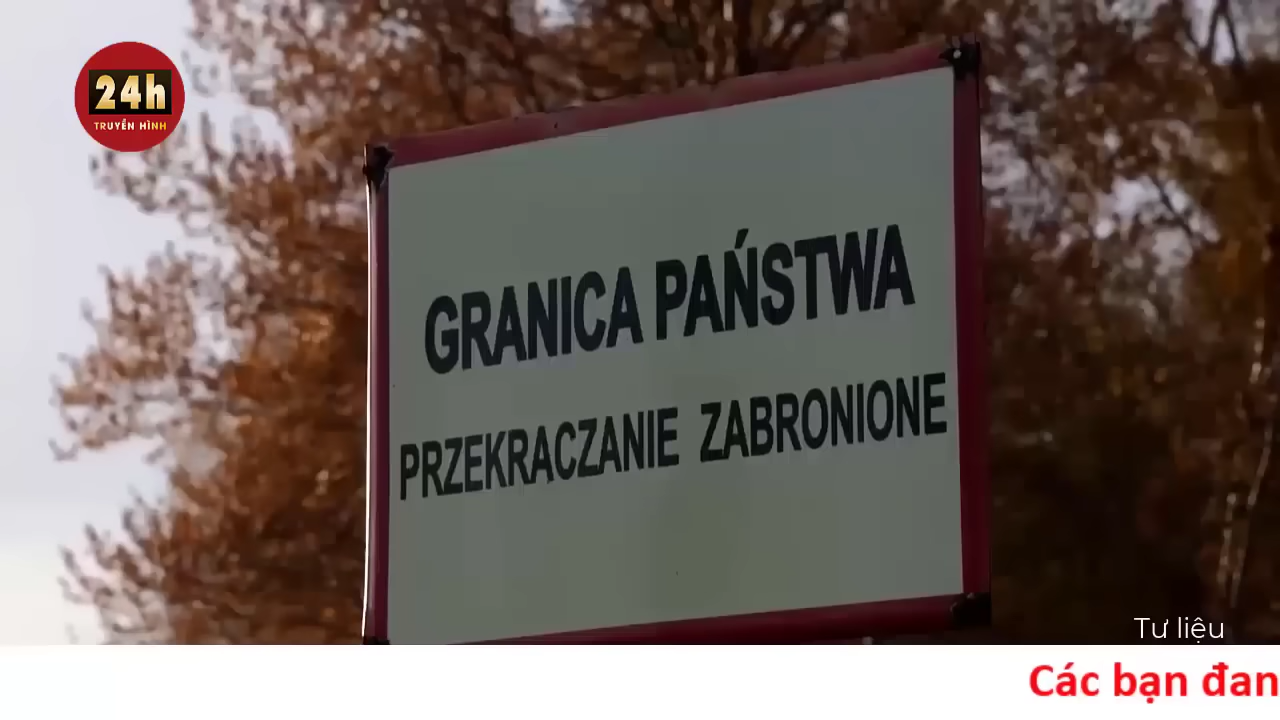 24h
TRUYỀN HÌNH
GRANICA PAŃSTWA
PRZEKRACZANIE ZABRONIONE
Tư liệu
Các bạn đan